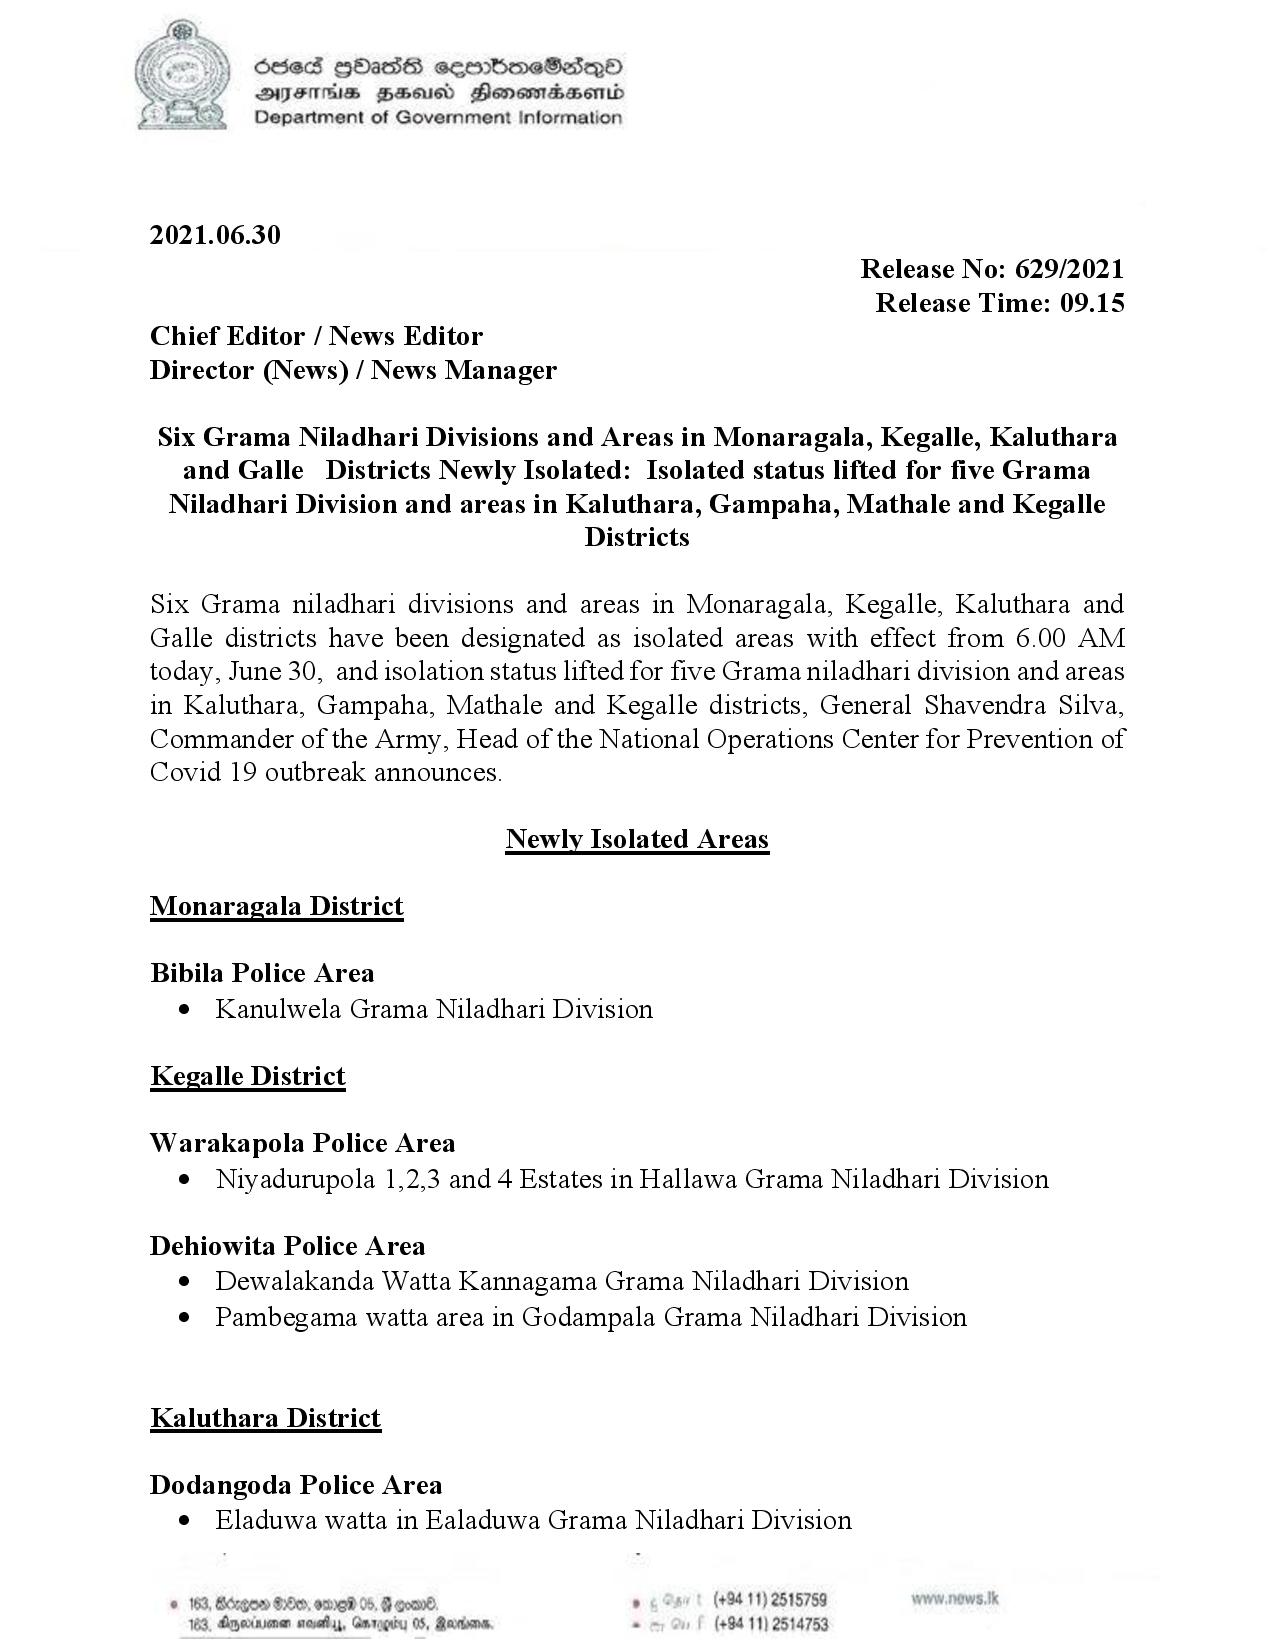 රජයේ ප්‍රවෘත්ති දෙපාර්තමේන්තුව
அரசாங்க தகவல் திணைக்களம்
Department of Government Information
2021.06.30
Release No: 629/2021
Release Time: 09.15
Chief Editor / News Editor
Director (News) / News Manager
Six Grama Niladhari Divisions and Areas in Monaragala, Kegalle, Kaluthara
and Galle Districts Newly Isolated: Isolated status lifted for five Grama
Niladhari Division and areas in Kaluthara, Gampaha, Mathale and Kegalle
Districts
Six Grama niladhari divisions and areas in Monaragala, Kegalle, Kaluthara and
Galle districts have been designated as isolated areas with effect from 6.00 AM
today, June 30, and isolation status lifted for five Grama niladhari division and areas
in Kaluthara, Gampaha, Mathale and Kegalle districts, General Shavendra Silva,
Commander of the Army, Head of the National Operations Center for Prevention of
Covid 19 outbreak announces.
Newly Isolated Areas
Monaragala District
Bibila Police Area
• Kanulwela Grama Niladhari Division
Kegalle District
Warakapola Police Area
• Niyadurupola 1,2,3 and 4 Estates in Hallawa Grama Niladhari Division
Dehiowita Police Area
• Dewalakanda Watta Kannagama Grama Niladhari Division
• Pambegama watta area in Godampala Grama Niladhari Division
Kaluthara District
Dodangoda Police Area
• Eladuwa watta in Ealaduwa Grama Niladhari Division
163, කිරුළපන මාවත, කොළඹ 05, ශ්‍රී ලංකාව.
163, கிருலப்பனை எவனியூ, கொழும்பு 05, இலங்கை.
(+94 11) 2515759
(+94 11) 2514753
www.news.lk